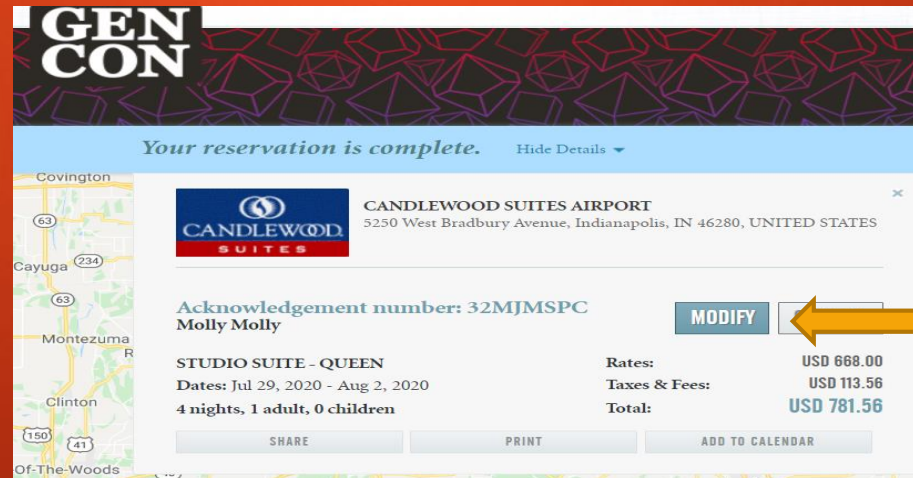 GEN
CON
Your reservation is complete. Hide Details
Covington
63
CANDLEWOOD SUITES AIRPORT
5250 West Bradbury Avenue, Indianapolis, IN 46280, UNITED STATES
CANDLEWOOD
SUITES
Cayuga
234
63
Acknowledgement number: 32MJMSPC
MODIFY
Molly Molly
Montezuma
R
STUDIO SUITE - QUEEN
Rates: USD 668.00
Dates: Jul 29, 2020 - Aug 2, 2020
Taxes & Fees: USD 113.56
Clinton
4 nights, 1 adult, 0 children
Total: USD 781.56
150
41
SHARE PRINT ADD TO CALENDAR
Of-The-Woods